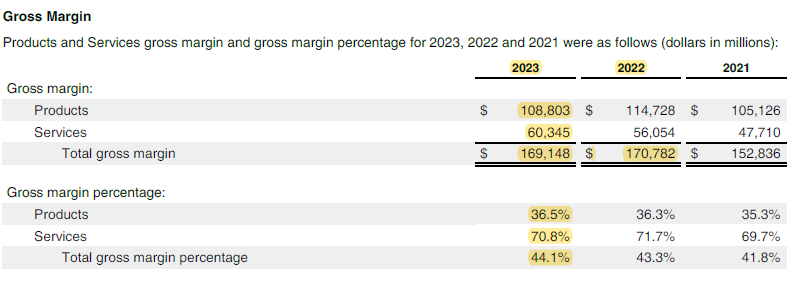 Gross Margin
Products and Services gross margin and gross margin percentage for 2023, 2022 and 2021 were as follows (dollars in millions):
2023 2022 2021
Gross margin:
Products $ 108,803 $ 114,728 $ 105,126
Services 60,345 56,054 47,710
Total gross margin $ 169,148 $ 170,782 $ 152,836
Gross margin percentage:
Products 36.5% 36.3% 35.3%
Services 70.8% 71.7% 69.7%
Total gross margin percentage 44.1% 43.3% 41.8%